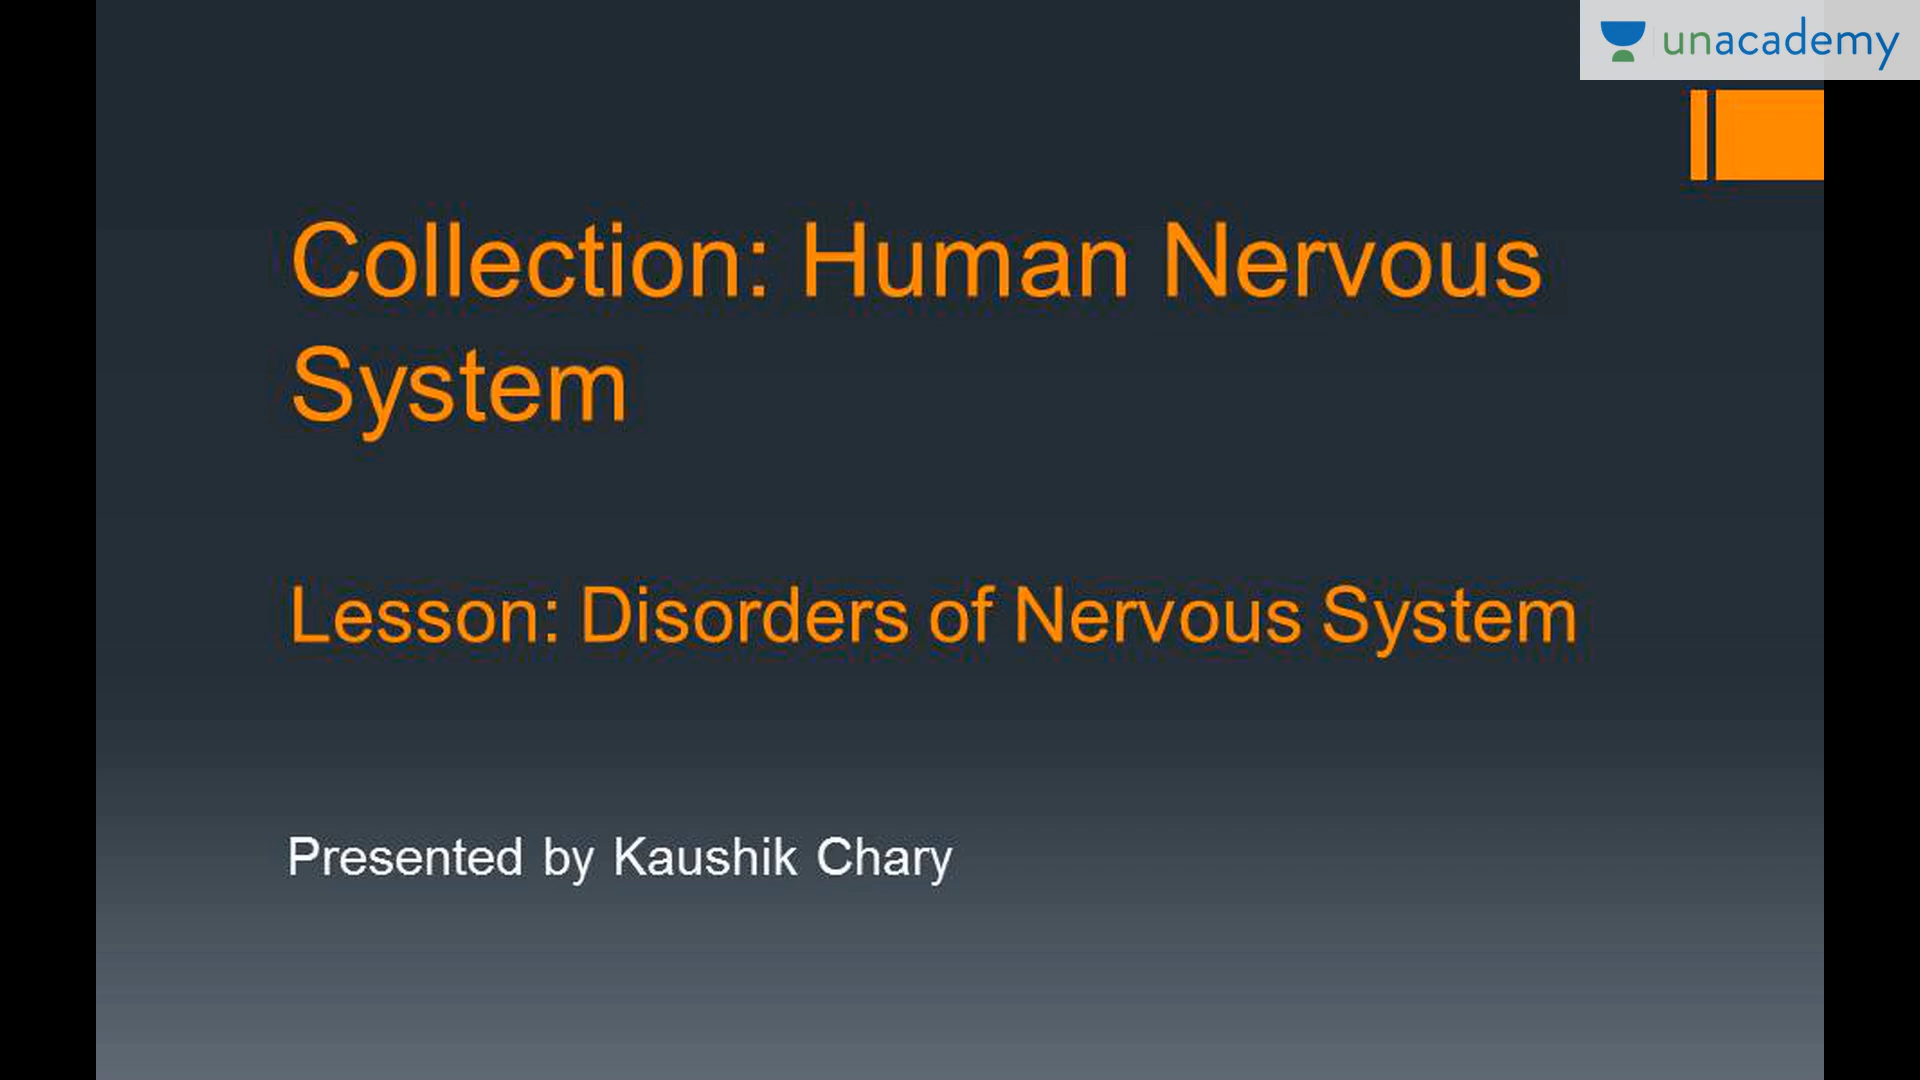 unacademy
Collection: Human Nervous
System
Lesson: Disorders of Nervous System
Presented by Kaushik Chary